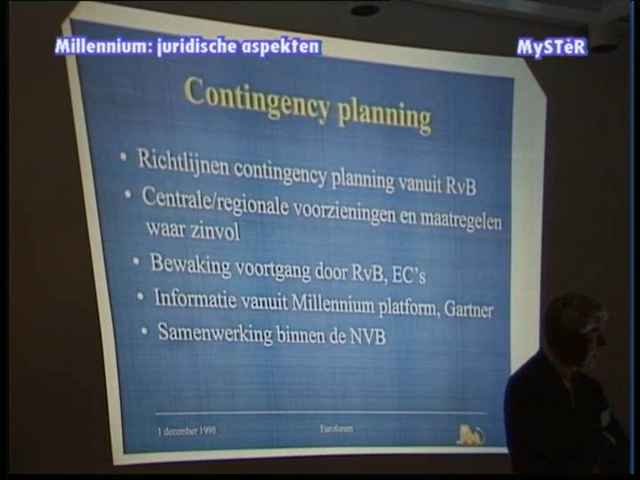 Millennium: juridische aspekten
MySTèR
Contingency planning
• Richtlijnen contingency planning vanuit RvB
• Centrale/regionale voorzieningen en maatregelen
waar zinvol
• Bewaking voortgang door RvB, EC's
• Informatie vanuit Millennium platform, Gartner
• Samenwerking binnen de NVB
1 december 1998
Euroforum